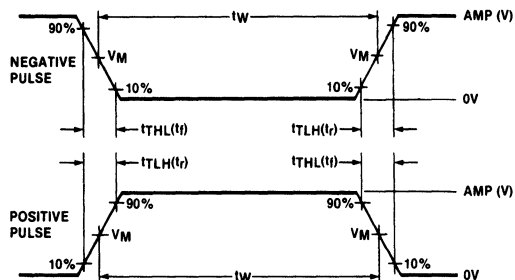 tW
AMP (V)
90%
90%
NEGATIVE
PULSE
VM
VM
10%
10%
0V
tTHL(tf)
tTLH(tr)
tTLH(tr)
tTHL(tf)
AMP (V)
90%
90%
POSITIVE
PULSE
VM
VM
10%
10%
0V
tW